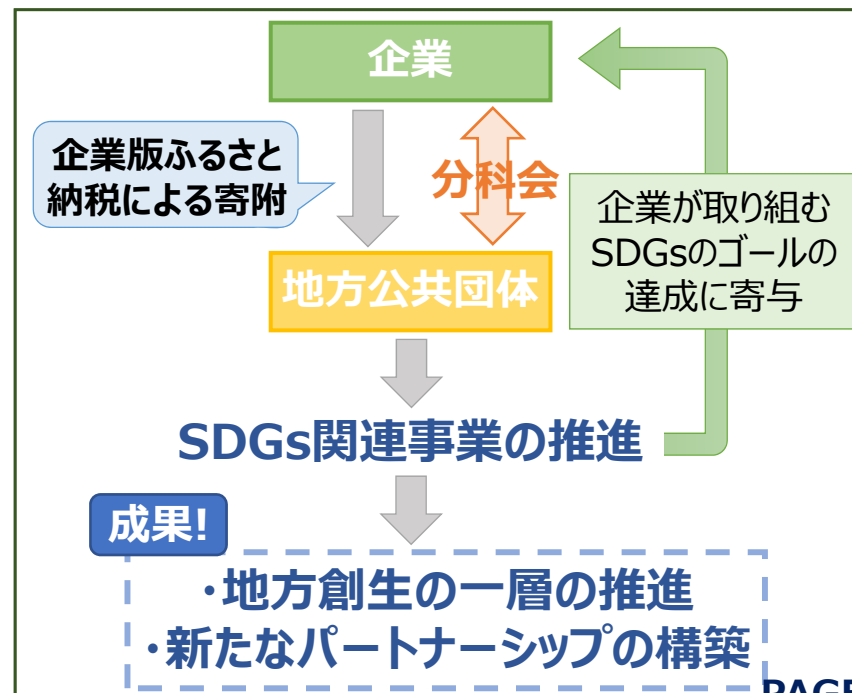 企業
企業版ふるさと
納税による寄附
分科会
企業が取り組む
SDGsのゴールの
達成に寄与
地方公共団体
SDGs関連事業の推進
成果!
・地方創生の一層の推進
・新たなパートナーシップの構築
PAGE